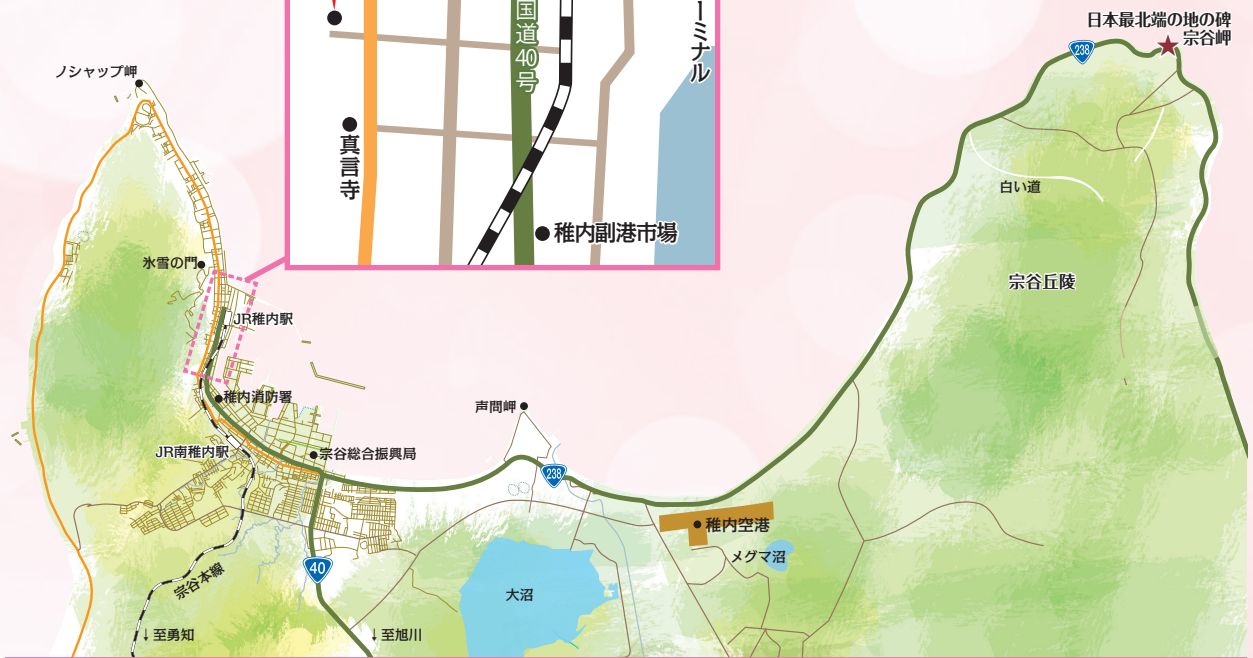 国道40号
ーミナル
真言寺
稚内副港市場
日本最北端の地の碑
宗谷岬
238
ノシャップ岬
白い道
氷雪の門
宗谷丘陵
JR稚内駅
稚内消防署
声問岬
JR南稚内駅
宗谷総合振興局
238
稚内空港
メグマ沼
40
宗谷本線
大沼
↓至勇知
↓至旭川